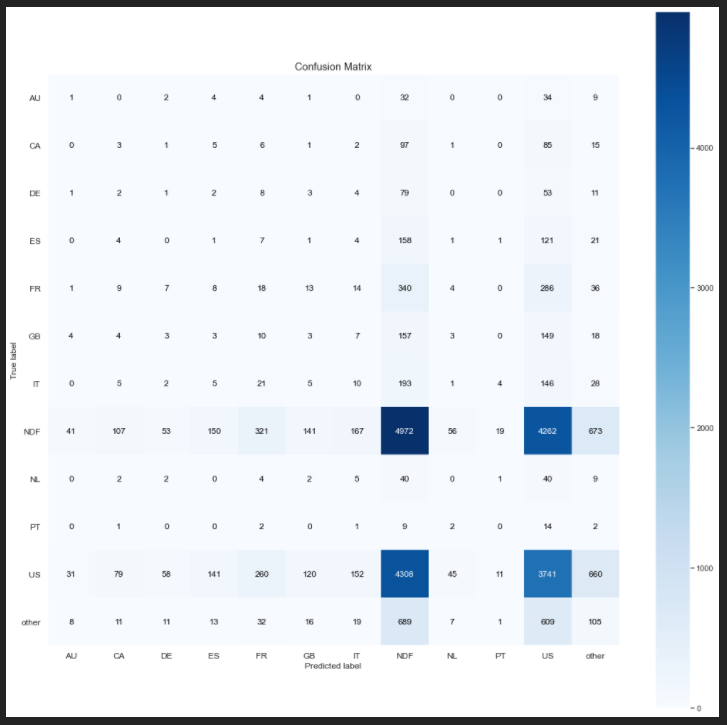 Confusion Matrix
AU 1 0 2 4 4 1 0 32 0 0 34 9
CA 0 3 1 5 6 1 2 97 1 0 85 15
DE 1 2 1 2 8 3 4 79 0 0 53 11
ES 0 4 0 1 7 1 4 158 1 1 121 21
FR 1 9 7 8 18 13 14 340 4 0 286 36
GB 4 4 3 3 10 3 7 157 3 0 149 18
IT 0 5 2 5 21 5 10 193 1 4 146 28
NDF 41 107 53 150 321 141 167 4972 56 19 4262 673
NL 0 2 2 0 4 2 5 40 0 1 40 9
PT 0 1 0 0 2 0 1 9 2 0 14 2
US 31 79 58 141 260 120 152 4308 45 11 3741 660
other 8 11 11 13 32 16 19 689 7 1 609 105
AU CA DE ES FR GB IT NDF NL PT US other
Predicted label
True label
4000
3000
2000
1000
0